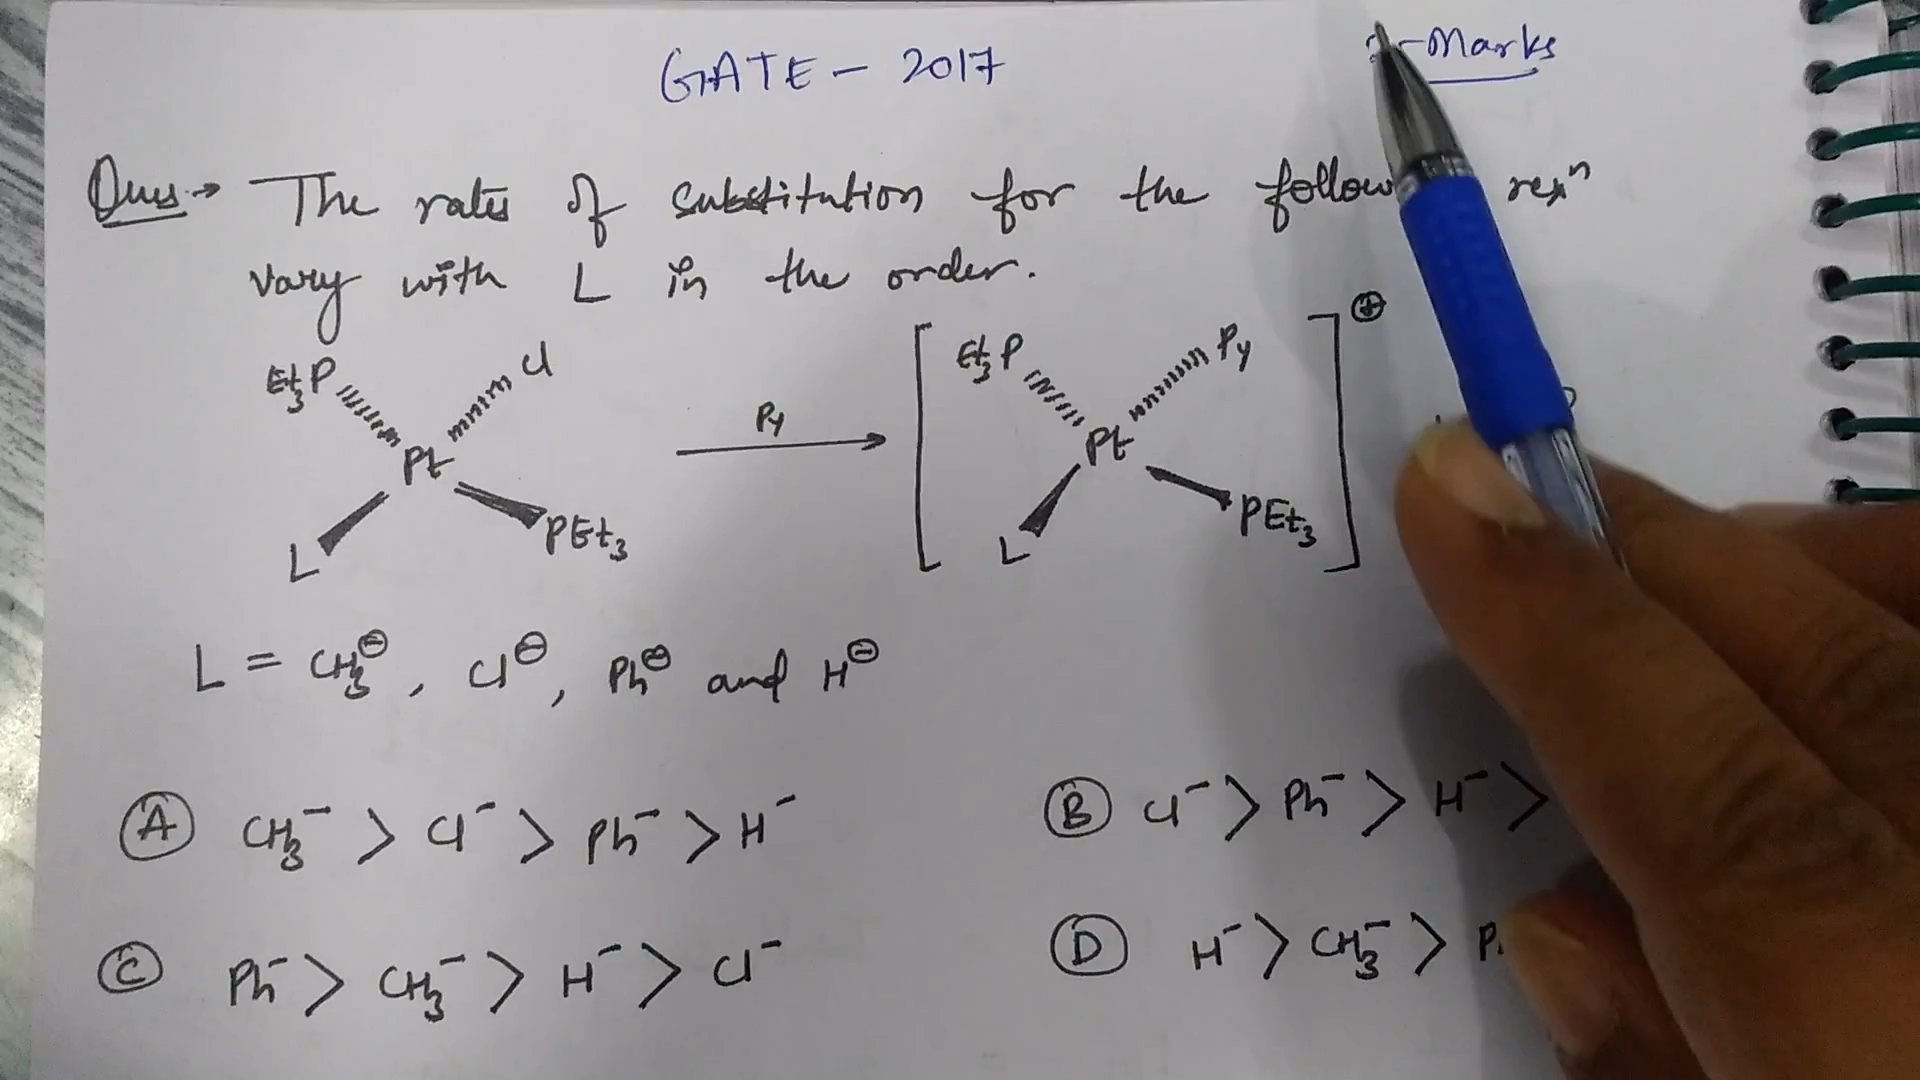 GATE - 2017
- Marks
Ques → The rates of substitution for the follow rexⁿ
vary with L in the order.
Et₃P Cl
Pt
L PEt₃
Py
Et₃P Py
Pt
L PEt₃
⊕
L = CH₃⊖, Cl⊖, Ph⊖ and H⊖
(A) CH₃⁻ > Cl⁻ > Ph⁻ > H⁻
(B) Cl⁻ > Ph⁻ > H⁻ >
(C) Ph⁻ > CH₃⁻ > H⁻ > Cl⁻
(D) H⁻ > CH₃⁻ >